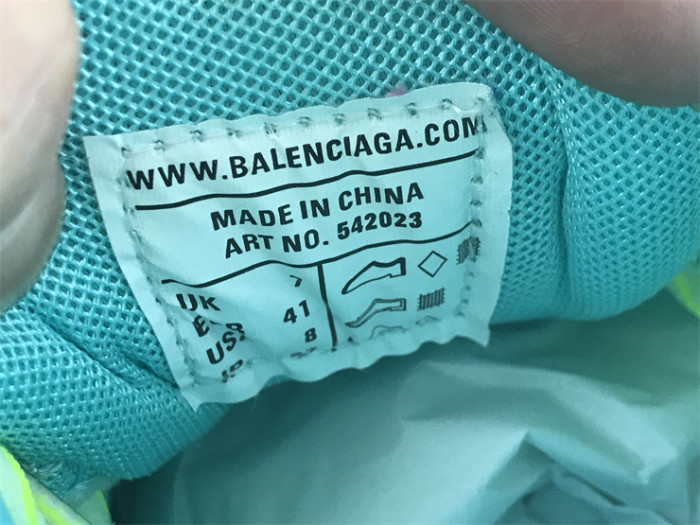 WWW.BALENCIAGA.COM
MADE IN CHINA
ART NO. 542023
UK 7
41
US 8